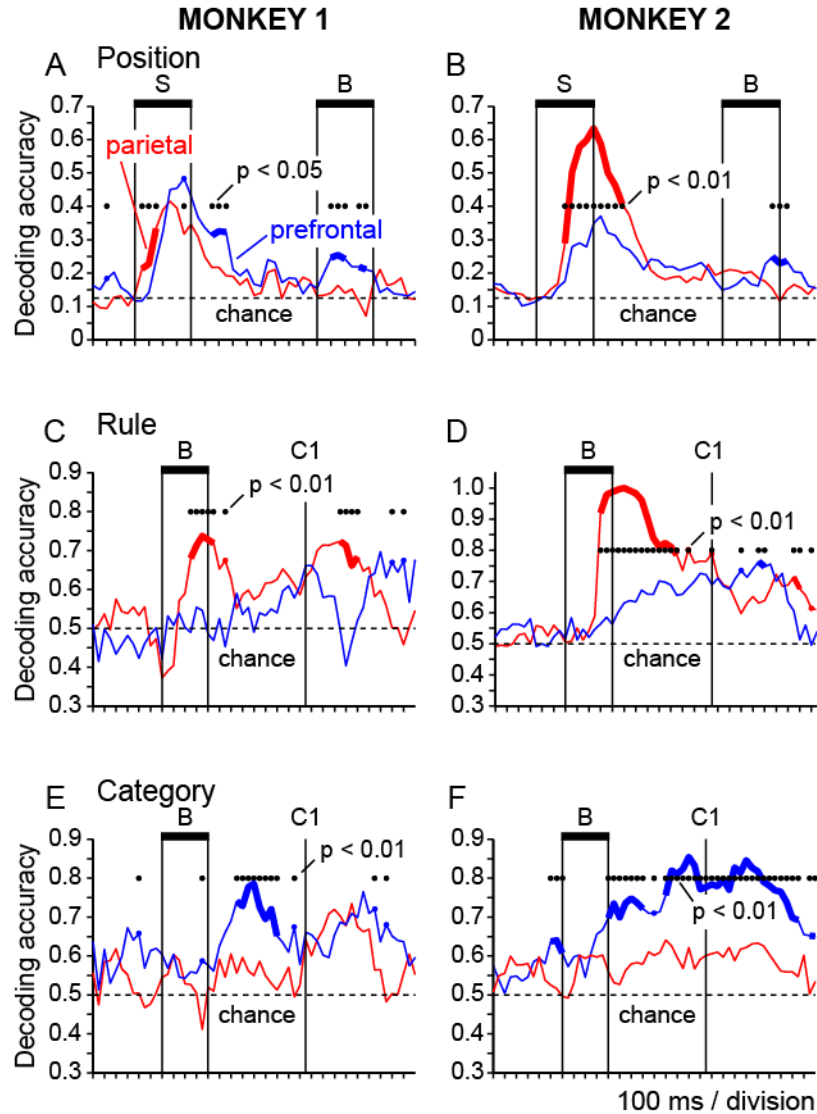 MONKEY 1
MONKEY 2
A
Position
S
B
0.7
0.6
0.5
0.4
0.3
0.2
0.1
0
Decoding accuracy
parietal
p < 0.05
prefrontal
chance
B
S
B
0.7
0.6
0.5
0.4
0.3
0.2
0.1
0
p < 0.01
chance
C
Rule
B
C1
0.9
0.8
0.7
0.6
0.5
0.4
0.3
Decoding accuracy
p < 0.01
chance
D
B
C1
1.0
0.9
0.8
0.7
0.6
0.5
0.4
0.3
p < 0.01
chance
E
Category
B
C1
0.9
0.8
0.7
0.6
0.5
0.4
0.3
Decoding accuracy
p < 0.01
chance
F
B
C1
0.9
0.8
0.7
0.6
0.5
0.4
0.3
p < 0.01
chance
100 ms / division